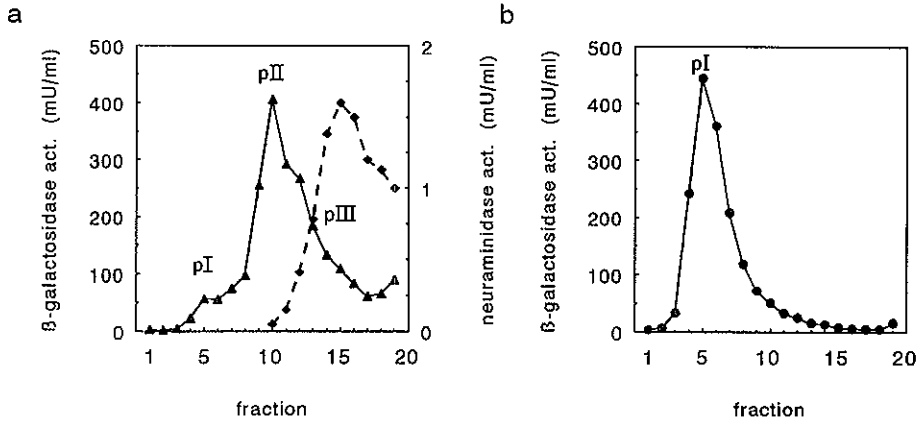 a
ß-galactosidase act. (mU/ml)
500
400
300
200
100
0
pI
pII
pIII
2
1
0
neuraminidase act. (mU/ml)
1
5
10
15
20
fraction
b
ß-galactosidase act. (mU/ml)
500
400
300
200
100
0
pI
1
5
10
15
20
fraction